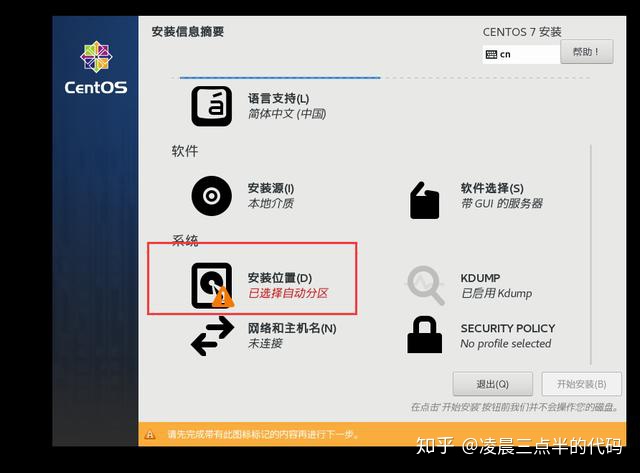 安装信息摘要
CENTOS 7 安装
cn
帮助！
CentOS
á
语言支持(L)
简体中文 (中国)
软件
安装源(I)
本地介质
软件选择(S)
带 GUI 的服务器
系统
安装位置(D)
已选择自动分区
KDUMP
已启用 Kdump
网络和主机名(N)
未连接
SECURITY POLICY
No profile selected
退出(Q)
开始安装(B)
在点击'开始安装'按钮前我们并不会操作您的磁盘。
请先完成带有此图标标记的内容再进行下一步。
知乎 @凌晨三点半的代码